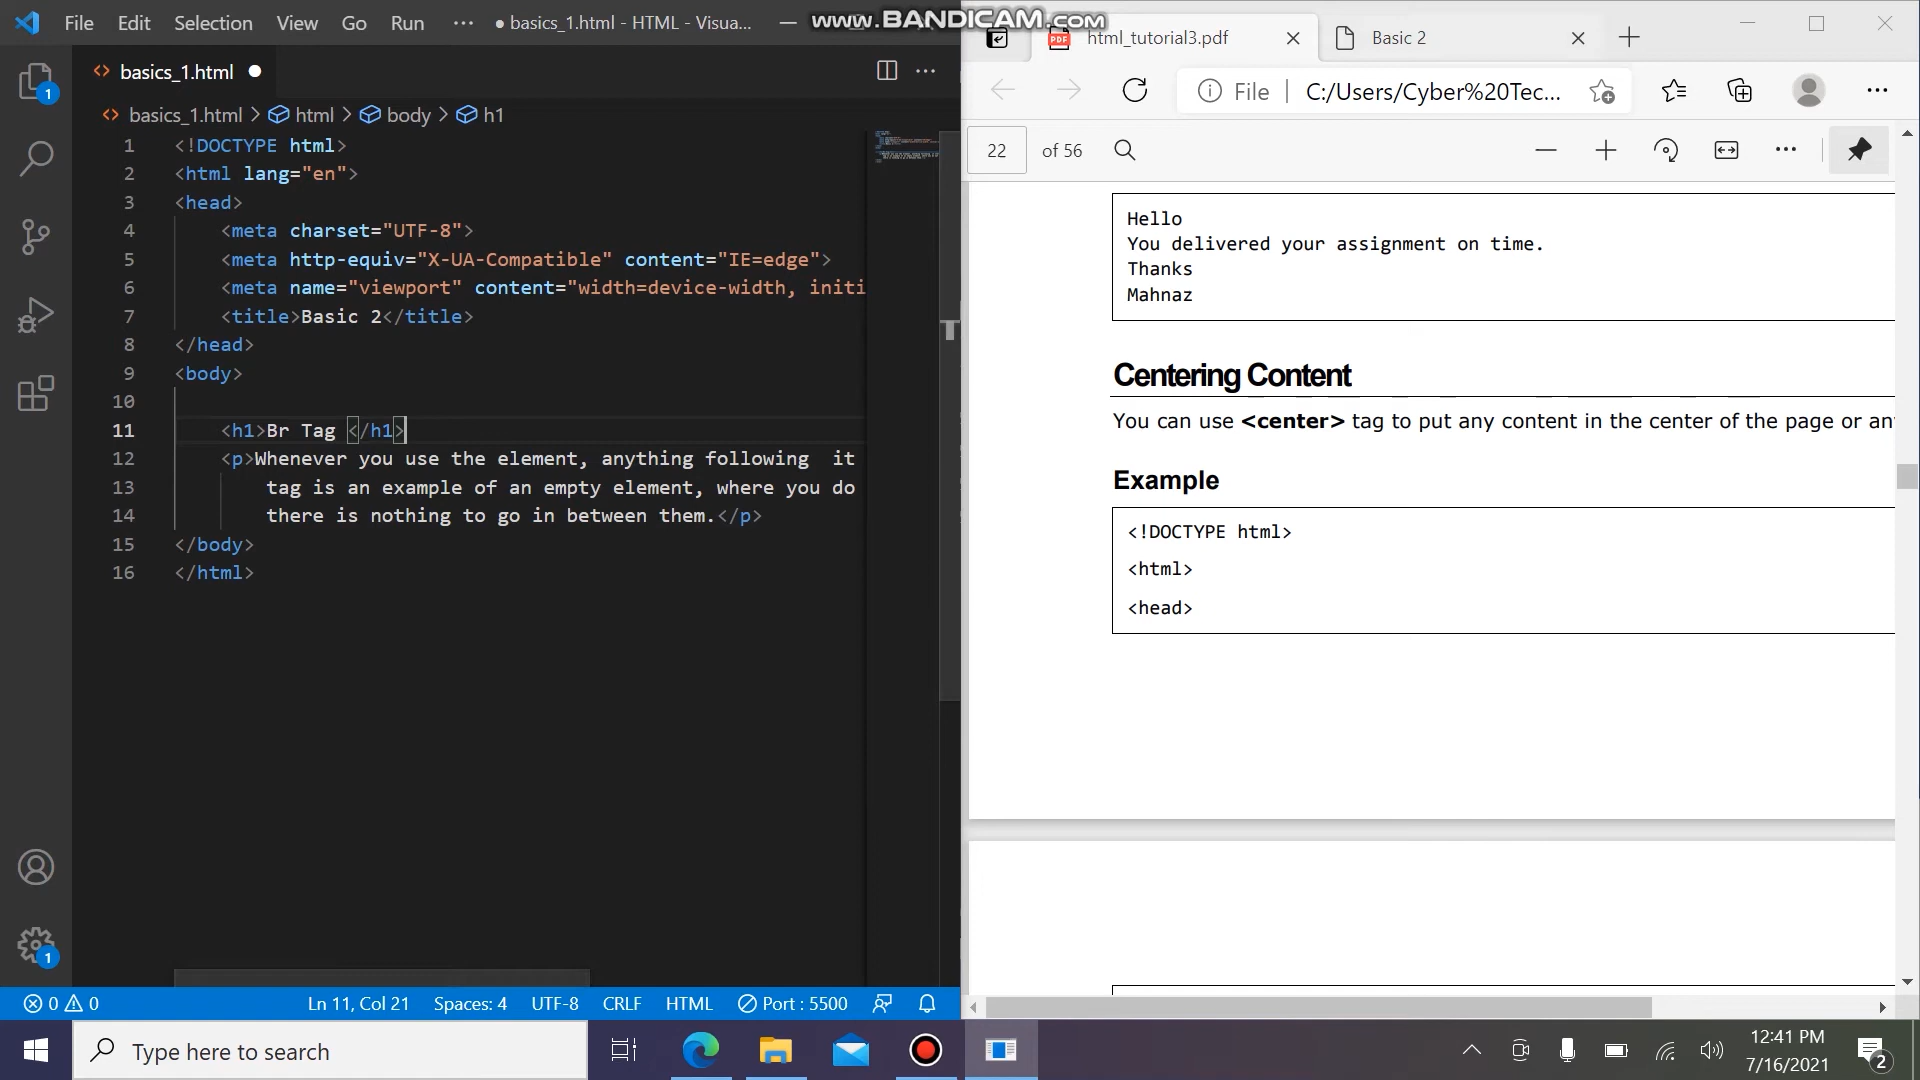 File Edit Selection View Go Run ··· ● basics_1.html - HTML - Visua...
www.BANDICAM.com
basics_1.html ●
basics_1.html > html > body > h1
1 <!DOCTYPE html>
2 <html lang="en">
3 <head>
4 <meta charset="UTF-8">
5 <meta http-equiv="X-UA-Compatible" content="IE=edge">
6 <meta name="viewport" content="width=device-width, initi
7 <title>Basic 2</title>
8 </head>
9 <body>
10
11 <h1>Br Tag </h1>
12 <p>Whenever you use the element, anything following  it
13 tag is an example of an empty element, where you do
14 there is nothing to go in between them.</p>
15 </body>
16 </html>
1
1
0 0 Ln 11, Col 21 Spaces: 4 UTF-8 CRLF HTML Port : 5500
PDF html_tutorial3.pdf Basic 2
File C:/Users/Cyber%20Tec...
22 of 56
Hello
You delivered your assignment on time.
Thanks
Mahnaz
Centering Content
You can use <center> tag to put any content in the center of the page or an
Example
<!DOCTYPE html>
<html>
<head>
Type here to search
12:41 PM
7/16/2021
2